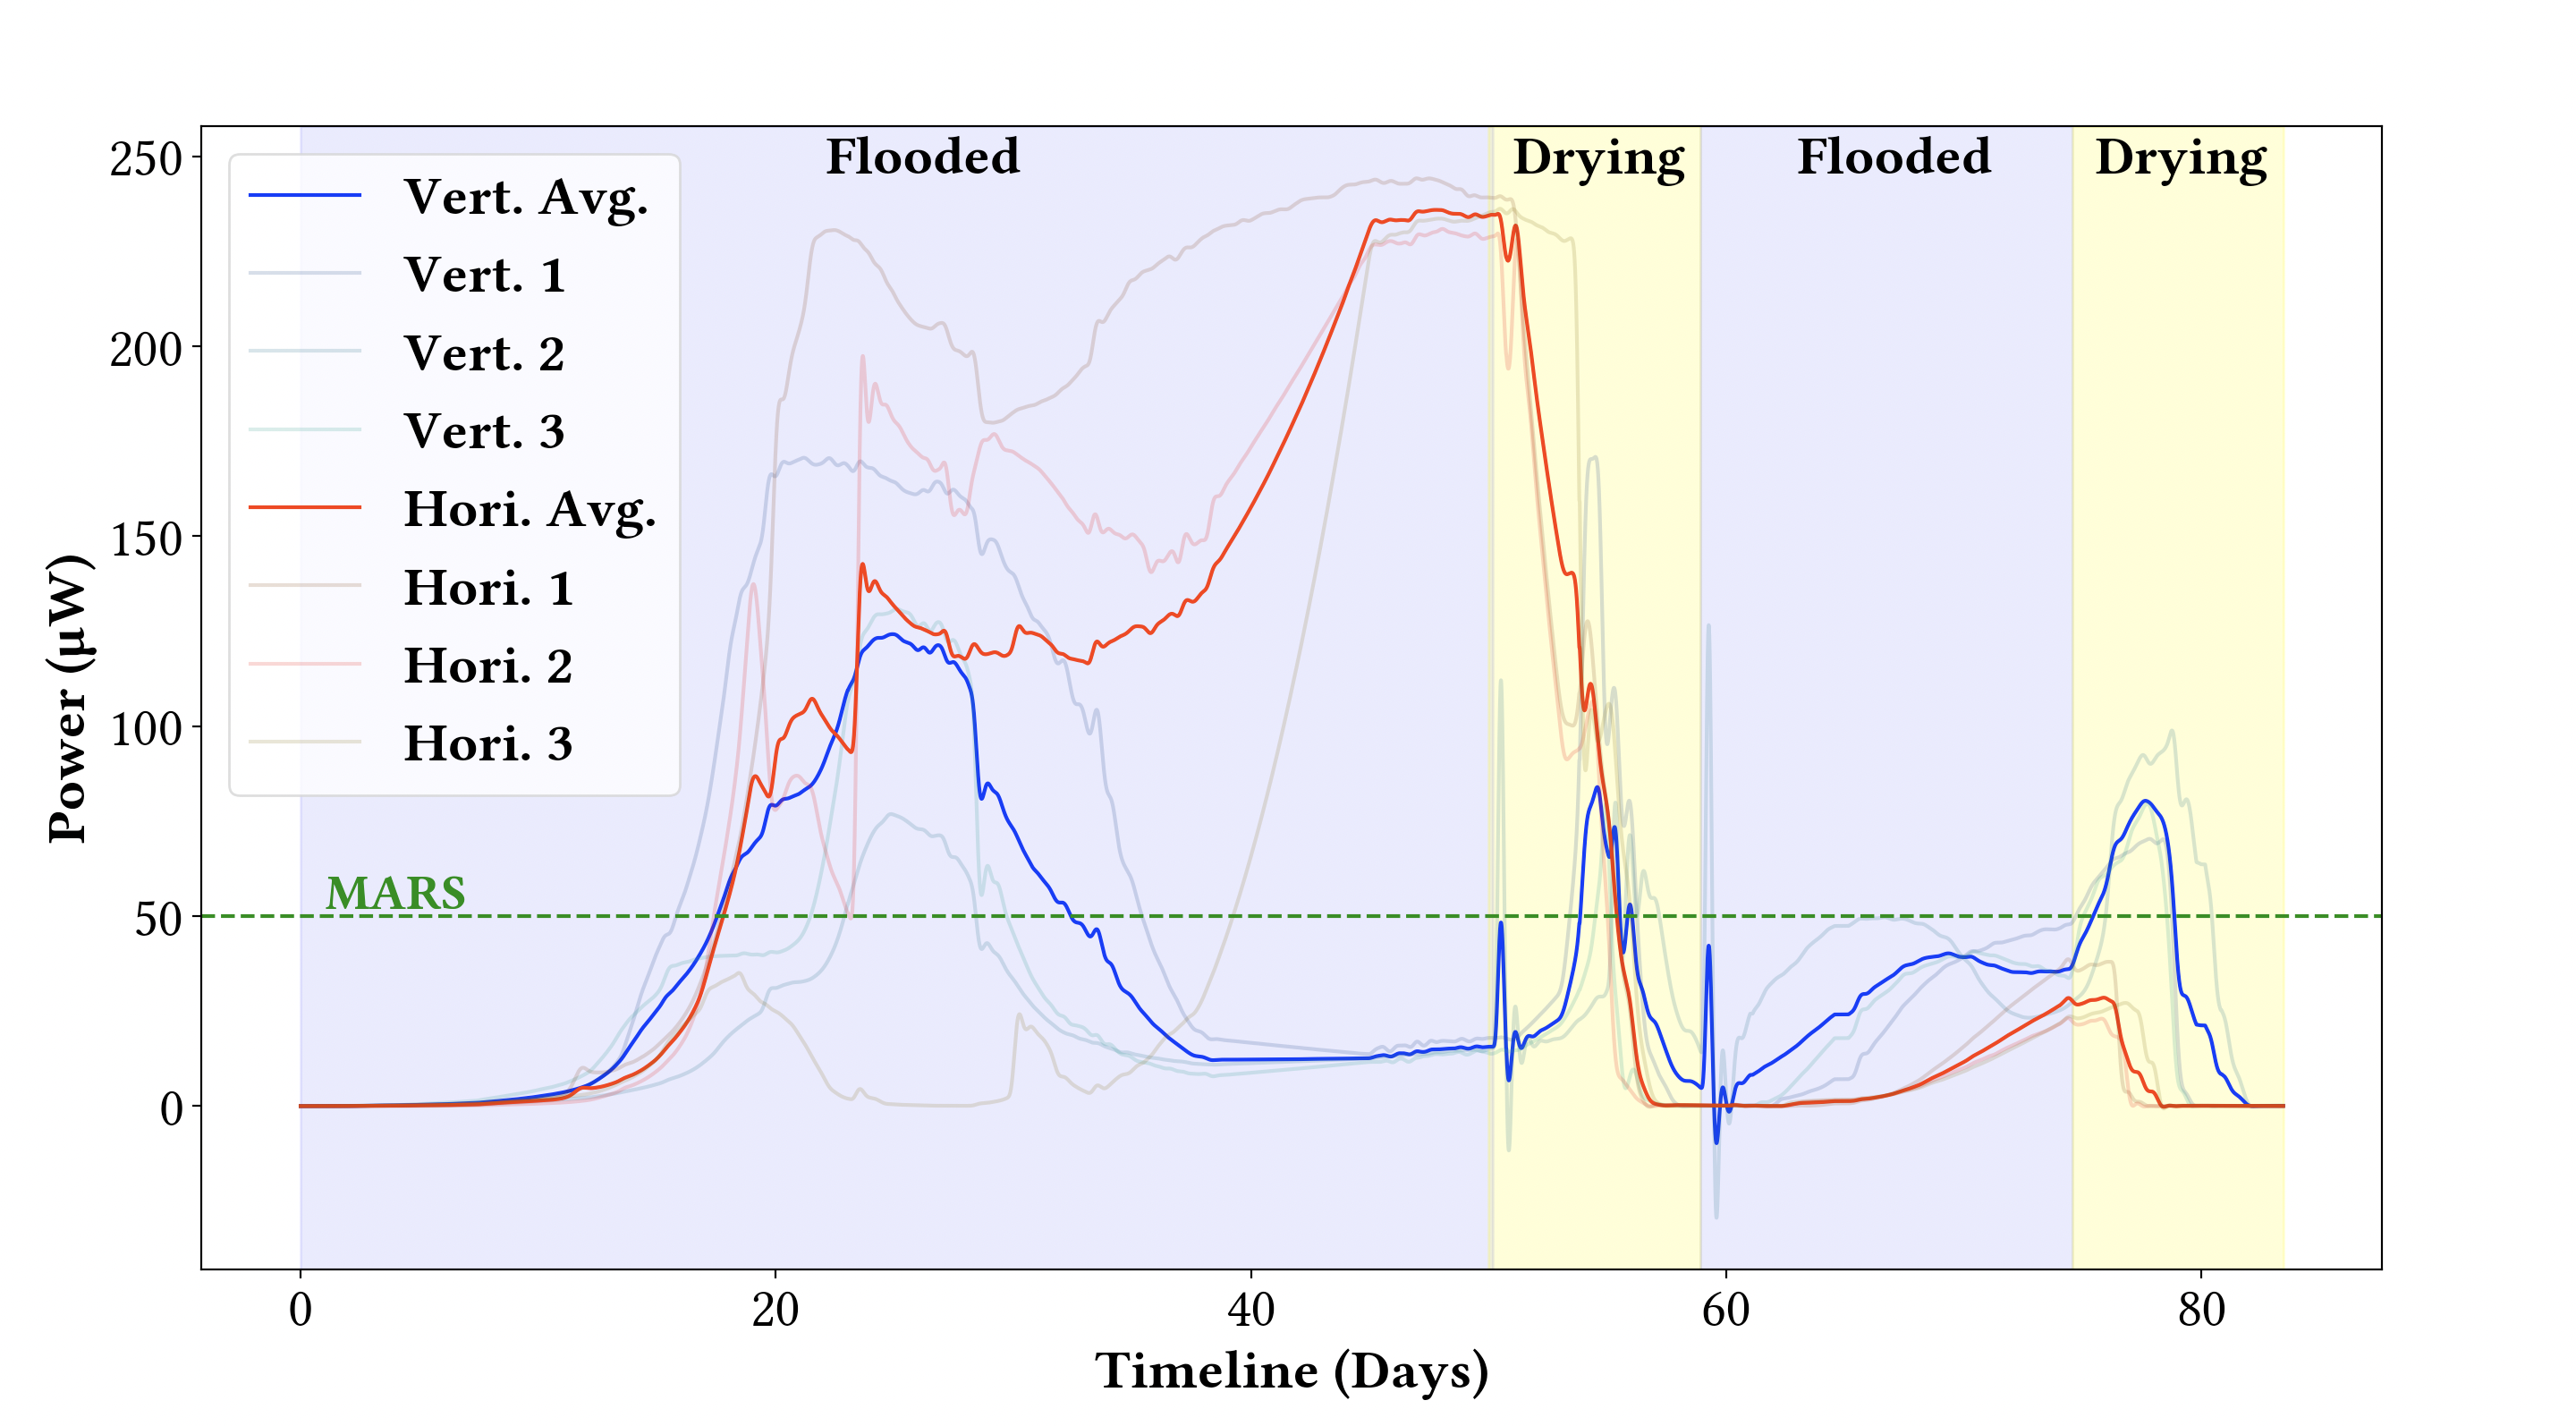 Flooded
Drying
Flooded
Drying
Vert. Avg.
Vert. 1
Vert. 2
Vert. 3
Hori. Avg.
Hori. 1
Hori. 2
Hori. 3
MARS
250
200
150
100
50
0
Power (μW)
0 20 40 60 80
Timeline (Days)